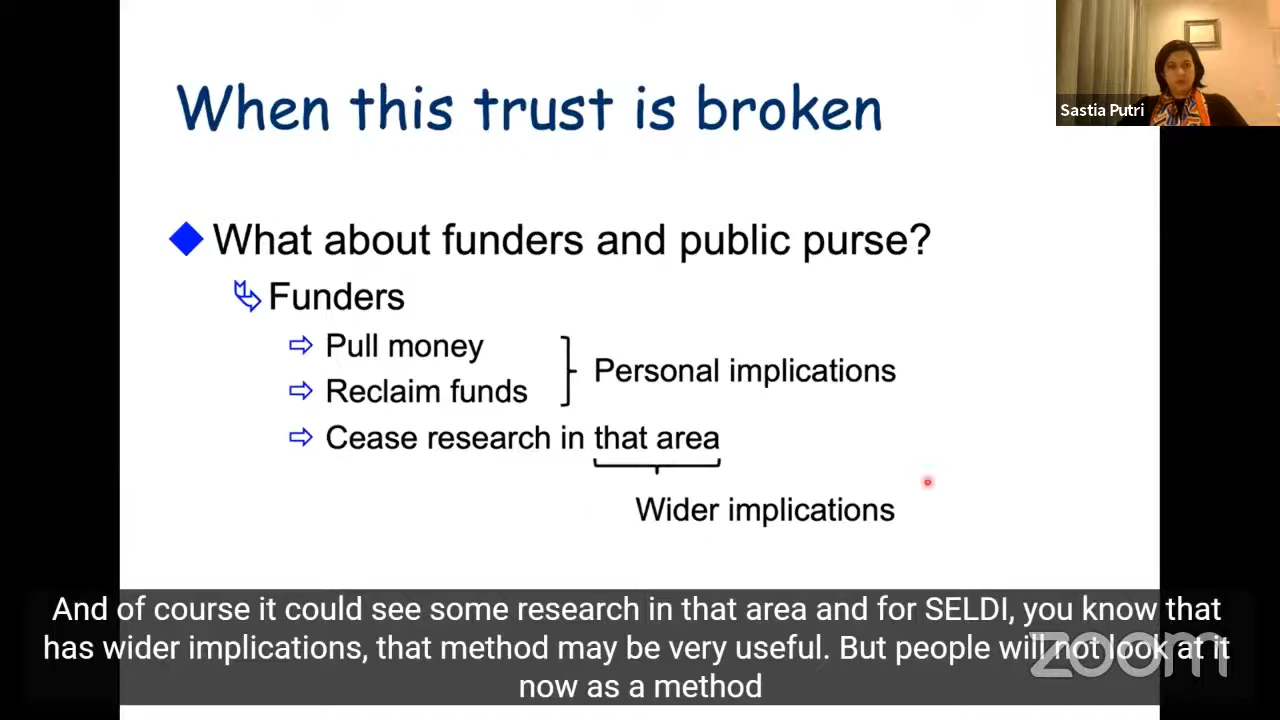 When this trust is broken
Sastia Putri
What about funders and public purse?
Funders
Pull money
Reclaim funds
Personal implications
Cease research in that area
Wider implications
And of course it could see some research in that area and for SELDI, you know that
has wider implications, that method may be very useful. But people will not look at it
now as a method
zoom